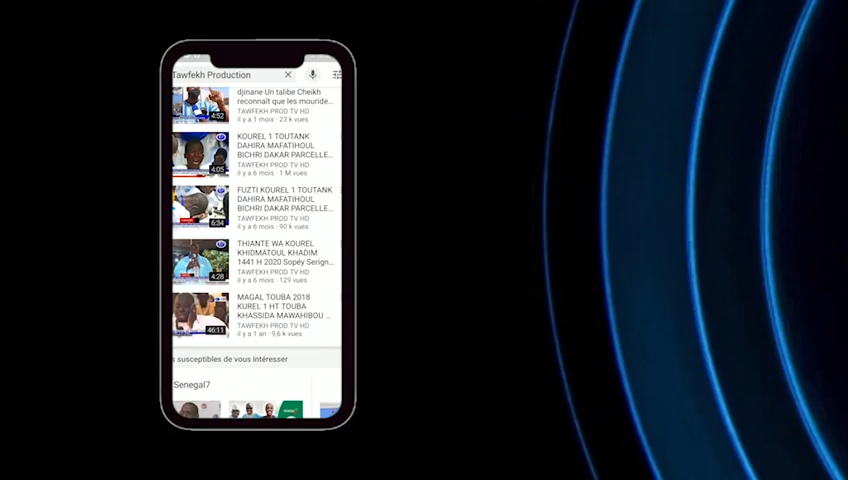 Tawfekh Production
djinane Un talibe Cheikh
reconnaît que les mouride...
TAWFEKH PROD TV HD
il y a 1 mois · 23 k vues
4:52
KOUREL 1 TOUTANK
DAHIRA MAFATIHOUL
BICHRI DAKAR PARCELLE...
TAWFEKH PROD TV HD
il y a 6 mois · 1 M vues
4:05
FUZTI KOUREL 1 TOUTANK
DAHIRA MAFATIHOUL
BICHRI DAKAR PARCELLE...
TAWFEKH PROD TV HD
il y a 6 mois · 90 k vues
6:34
THIANTE WA KOUREL
KHIDMATOUL KHADIM
1441 H 2020 Sopéy Serign...
TAWFEKH PROD TV HD
il y a 6 mois · 129 vues
4:28
MAGAL TOUBA 2018
KUREL 1 HT TOUBA
KHASSIDA MAWAHIBOU ...
TAWFEKH PROD TV HD
il y a 1 an · 9,6 k vues
46:11
s susceptibles de vous intéresser
Senegal7